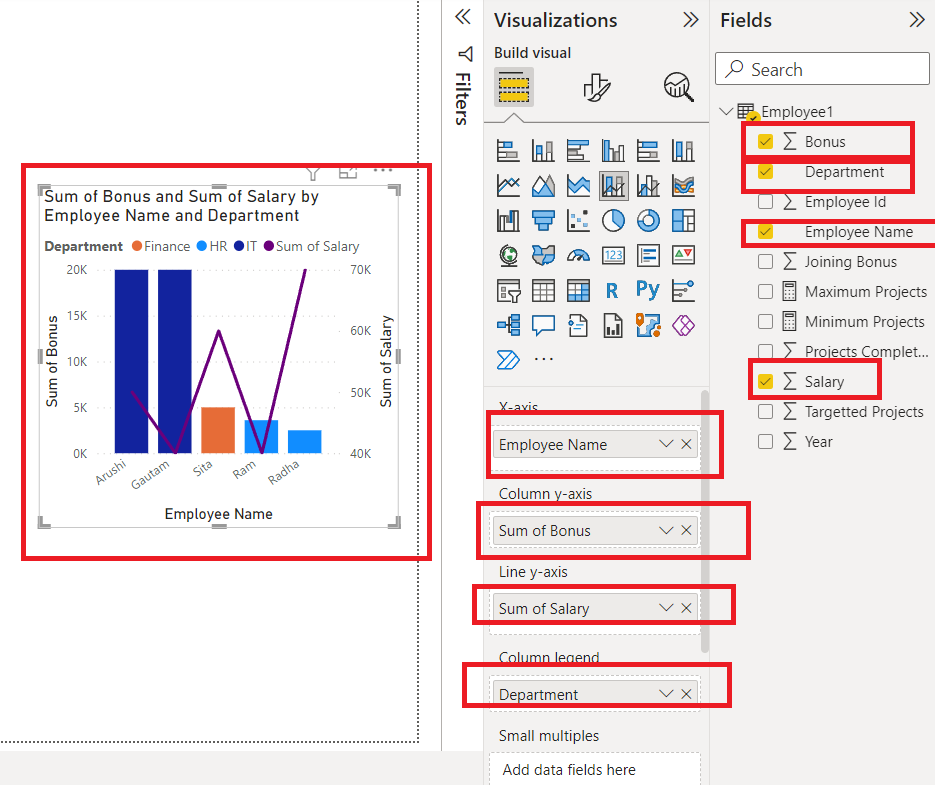 Sum of Bonus and Sum of Salary by
Employee Name and Department
Department Finance HR IT Sum of Salary
20K
15K
10K
5K
0K
Sum of Bonus
70K
60K
50K
40K
Sum of Salary
Arushi
Gautam
Sita
Ram
Radha
Employee Name
Filters
Visualizations
Build visual
123
R
Py
X-axis
Employee Name
Column y-axis
Sum of Bonus
Line y-axis
Sum of Salary
Column legend
Department
Small multiples
Add data fields here
Fields
Search
Employee1
Bonus
Department
Employee Id
Employee Name
Joining Bonus
Maximum Projects
Minimum Projects
Projects Complet...
Salary
Targetted Projects
Year